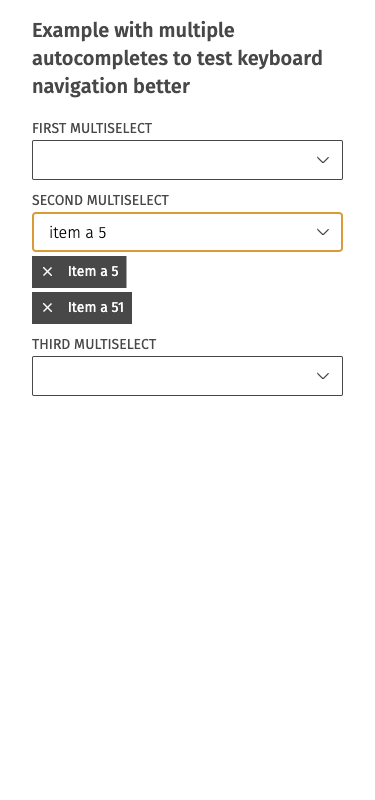 Example with multiple
autocompletes to test keyboard
navigation better
FIRST MULTISELECT
SECOND MULTISELECT
item a 5
Item a 5
Item a 51
THIRD MULTISELECT